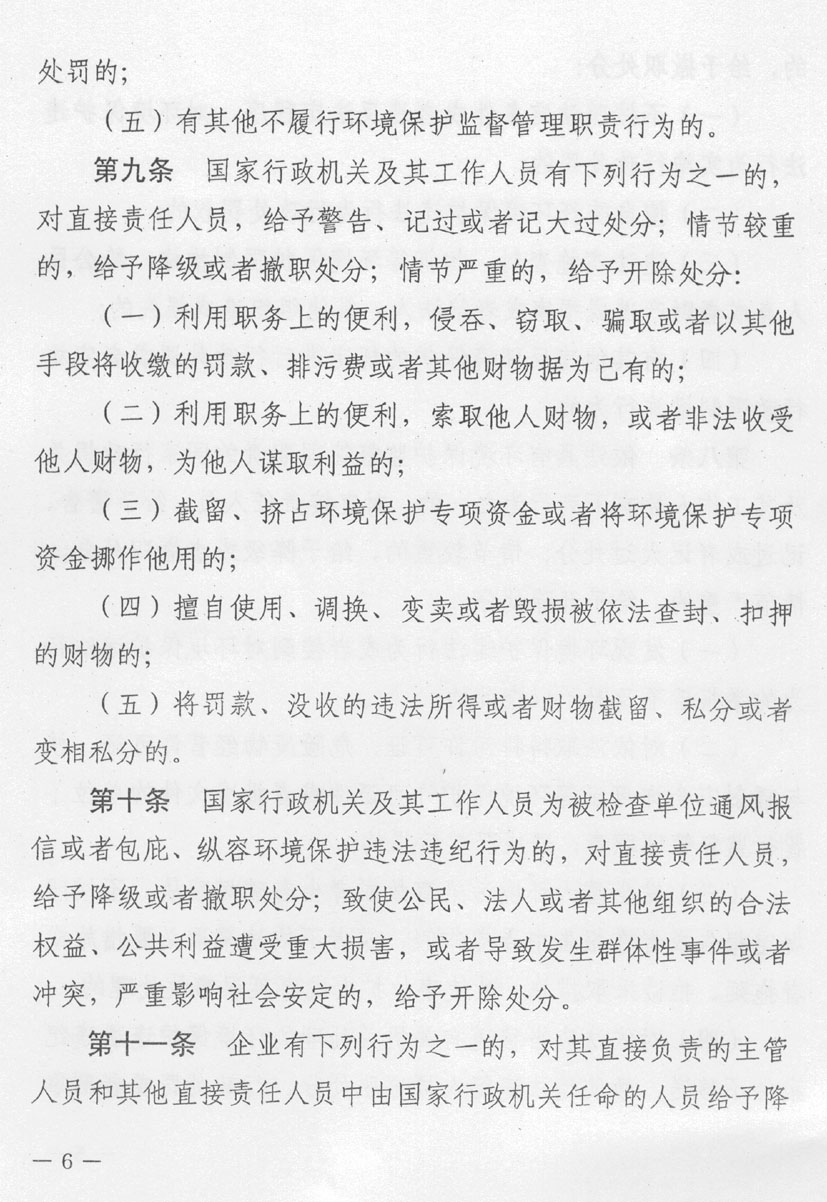 处罚的；
（五）有其他不履行环境保护监督管理职责行为的。
第九条　国家行政机关及其工作人员有下列行为之一的，
对直接责任人员，给予警告、记过或者记大过处分；情节较重
的，给予降级或者撤职处分；情节严重的，给予开除处分：
（一）利用职务上的便利，侵吞、窃取、骗取或者以其他
手段将收缴的罚款、排污费或者其他财物据为己有的；
（二）利用职务上的便利，索取他人财物，或者非法收受
他人财物，为他人谋取利益的；
（三）截留、挤占环境保护专项资金或者将环境保护专项
资金挪作他用的；
（四）擅自使用、调换、变卖或者毁损被依法查封、扣押
的财物的；
（五）将罚款、没收的违法所得或者财物截留、私分或者
变相私分的。
第十条　国家行政机关及其工作人员为被检查单位通风报
信或者包庇、纵容环境保护违法违纪行为的，对直接责任人员，
给予降级或者撤职处分；致使公民、法人或者其他组织的合法
权益、公共利益遭受重大损害，或者导致发生群体性事件或者
冲突，严重影响社会安定的，给予开除处分。
第十一条　企业有下列行为之一的，对其直接负责的主管
人员和其他直接责任人员中由国家行政机关任命的人员给予降
— 6 —